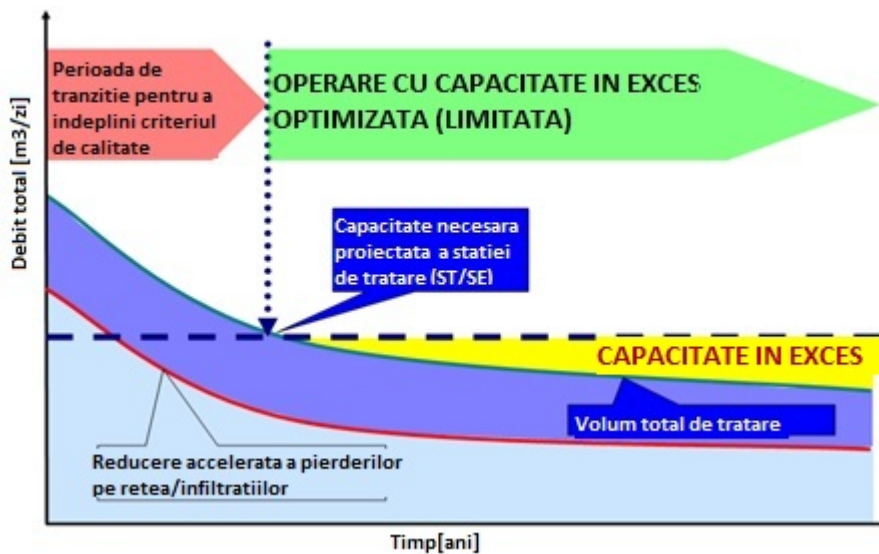 Perioada de
tranzitie pentru a
indeplini criteriul
de calitate
OPERARE CU CAPACITATE IN EXCES
OPTIMIZATA (LIMITATA)
Debit total [m3/zi]
Capacitate necesara
proiectata a statiei
de tratare (ST/SE)
CAPACITATE IN EXCES
Volum total de tratare
Reducere accelerata a pierderilor
pe retea/infiltratiilor
Timp[ani]